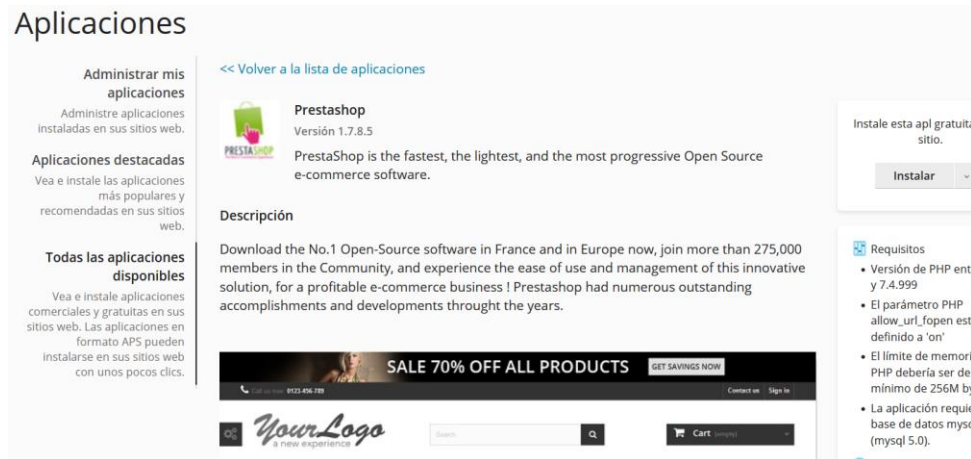 Aplicaciones
Administrar mis
aplicaciones
Administre aplicaciones
instaladas en sus sitios web.
Aplicaciones destacadas
Vea e instale las aplicaciones
más populares y
recomendadas en sus sitios
web.
Todas las aplicaciones
disponibles
Vea e instale aplicaciones
comerciales y gratuitas en sus
sitios web. Las aplicaciones en
formato APS pueden
instalarse en sus sitios web
con unos pocos clics.
<< Volver a la lista de aplicaciones
PRESTASHOP
Prestashop
Versión 1.7.8.5
PrestaShop is the fastest, the lightest, and the most progressive Open Source
e-commerce software.
Descripción
Download the No.1 Open-Source software in France and in Europe now, join more than 275,000
members in the Community, and experience the ease of use and management of this innovative
solution, for a profitable e-commerce business ! Prestashop had numerous outstanding
accomplishments and developments throught the years.
SALE 70% OFF ALL PRODUCTS GET SAVINGS NOW
Call us now: 0123-456-789 Contact us Sign in
YourLogo
a new experience
Search
Cart (empty)
Instale esta apl gratuita
sitio.
Instalar
Requisitos
• Versión de PHP ent
y 7.4.999
• El parámetro PHP
allow_url_fopen est
definido a 'on'
• El límite de memori
PHP debería ser de
mínimo de 256M by
• La aplicación requie
base de datos mysq
(mysql 5.0).